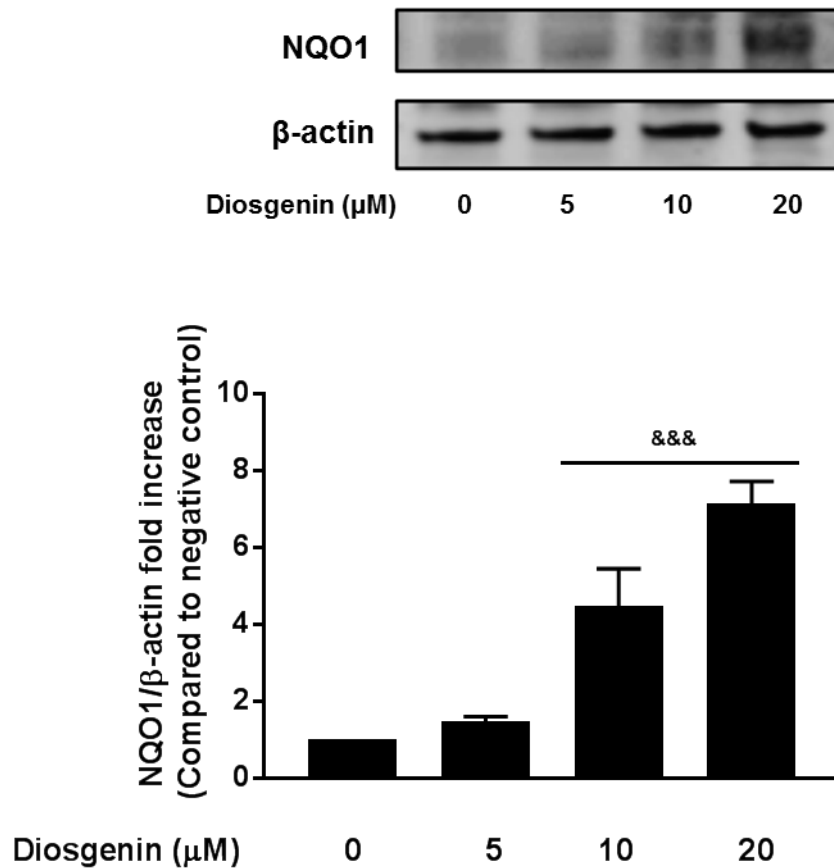 NQO1
β-actin
Diosgenin (µM) 0 5 10 20
NQO1/β-actin fold increase
(Compared to negative control)
10
8
6
4
2
0
&&&
Diosgenin (μM) 0 5 10 20